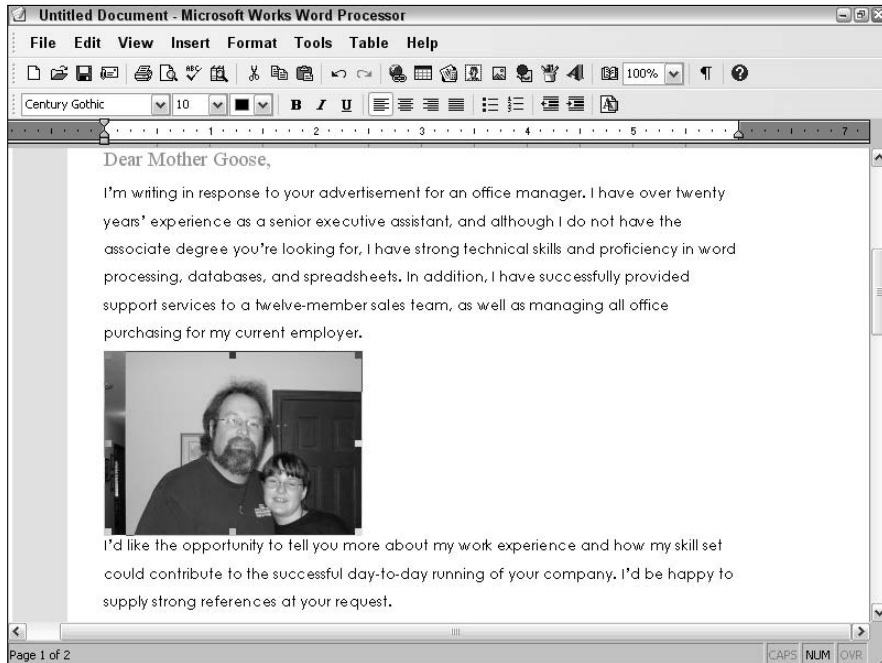 Untitled Document - Microsoft Works Word Processor
File Edit View Insert Format Tools Table Help
100%
Century Gothic 10 B I U
1 2 3 4 5 7
Dear Mother Goose,
I'm writing in response to your advertisement for an office manager. I have over twenty
years' experience as a senior executive assistant, and although I do not have the
associate degree you're looking for, I have strong technical skills and proficiency in word
processing, databases, and spreadsheets. In addition, I have successfully provided
support services to a twelve-member sales team, as well as managing all office
purchasing for my current employer.
I'd like the opportunity to tell you more about my work experience and how my skill set
could contribute to the successful day-to-day running of your company. I'd be happy to
supply strong references at your request.
Page 1 of 2 CAPS NUM OVR